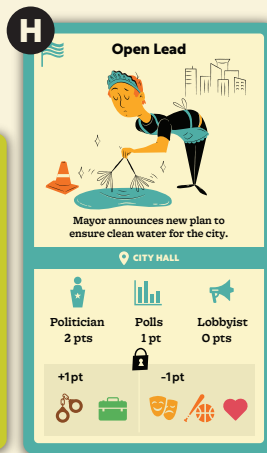 H
Open Lead
Mayor announces new plan to
ensure clean water for the city.
CITY HALL
Politician Polls Lobbyist
2 pts 1 pt 0 pts
+1pt -1pt